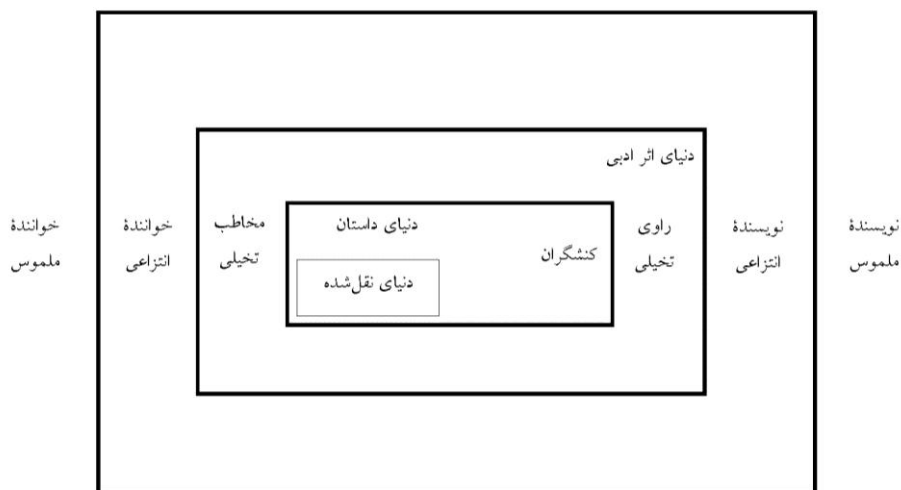 دنیای اثر ادبی
نویسندهٔ
ملموس
نویسندهٔ
انتزاعی
راوی
تخیلی
کنشگران
دنیای داستان
دنیای نقل‌شده
مخاطب
تخیلی
خوانندهٔ
انتزاعی
خوانندهٔ
ملموس